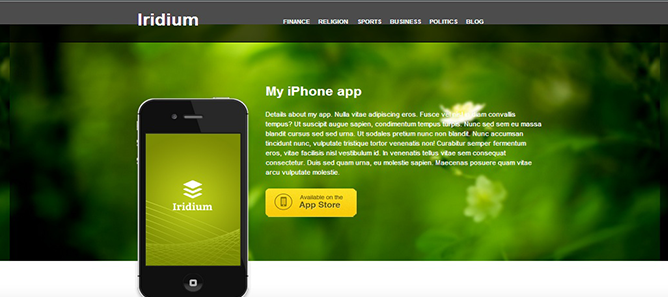 Iridium
FINANCE RELIGION SPORTS BUSINESS POLITICS BLOG
My iPhone app
Details about my app. Nulla vitae adipiscing eros. Fusce convallis
tempus? Ut suscipit augue sapien, condimentum tempus turpis. Nunc sed sem eu massa
blandit cursus sed sed urna. Ut sodales pretium nunc non blandit. Nunc accumsan
tincidunt nunc, vulputate tristique tortor venenatis non! Curabitur semper fermentum
eros, vitae facilisis nisl vestibulum id. In venenatis tellus vitae sem consequat
consectetur. Duis sed quam urna, eu molestie sapien. Maecenas posuere quam vitae
arcu vulputate molestie.
Iridium
Available on the
App Store